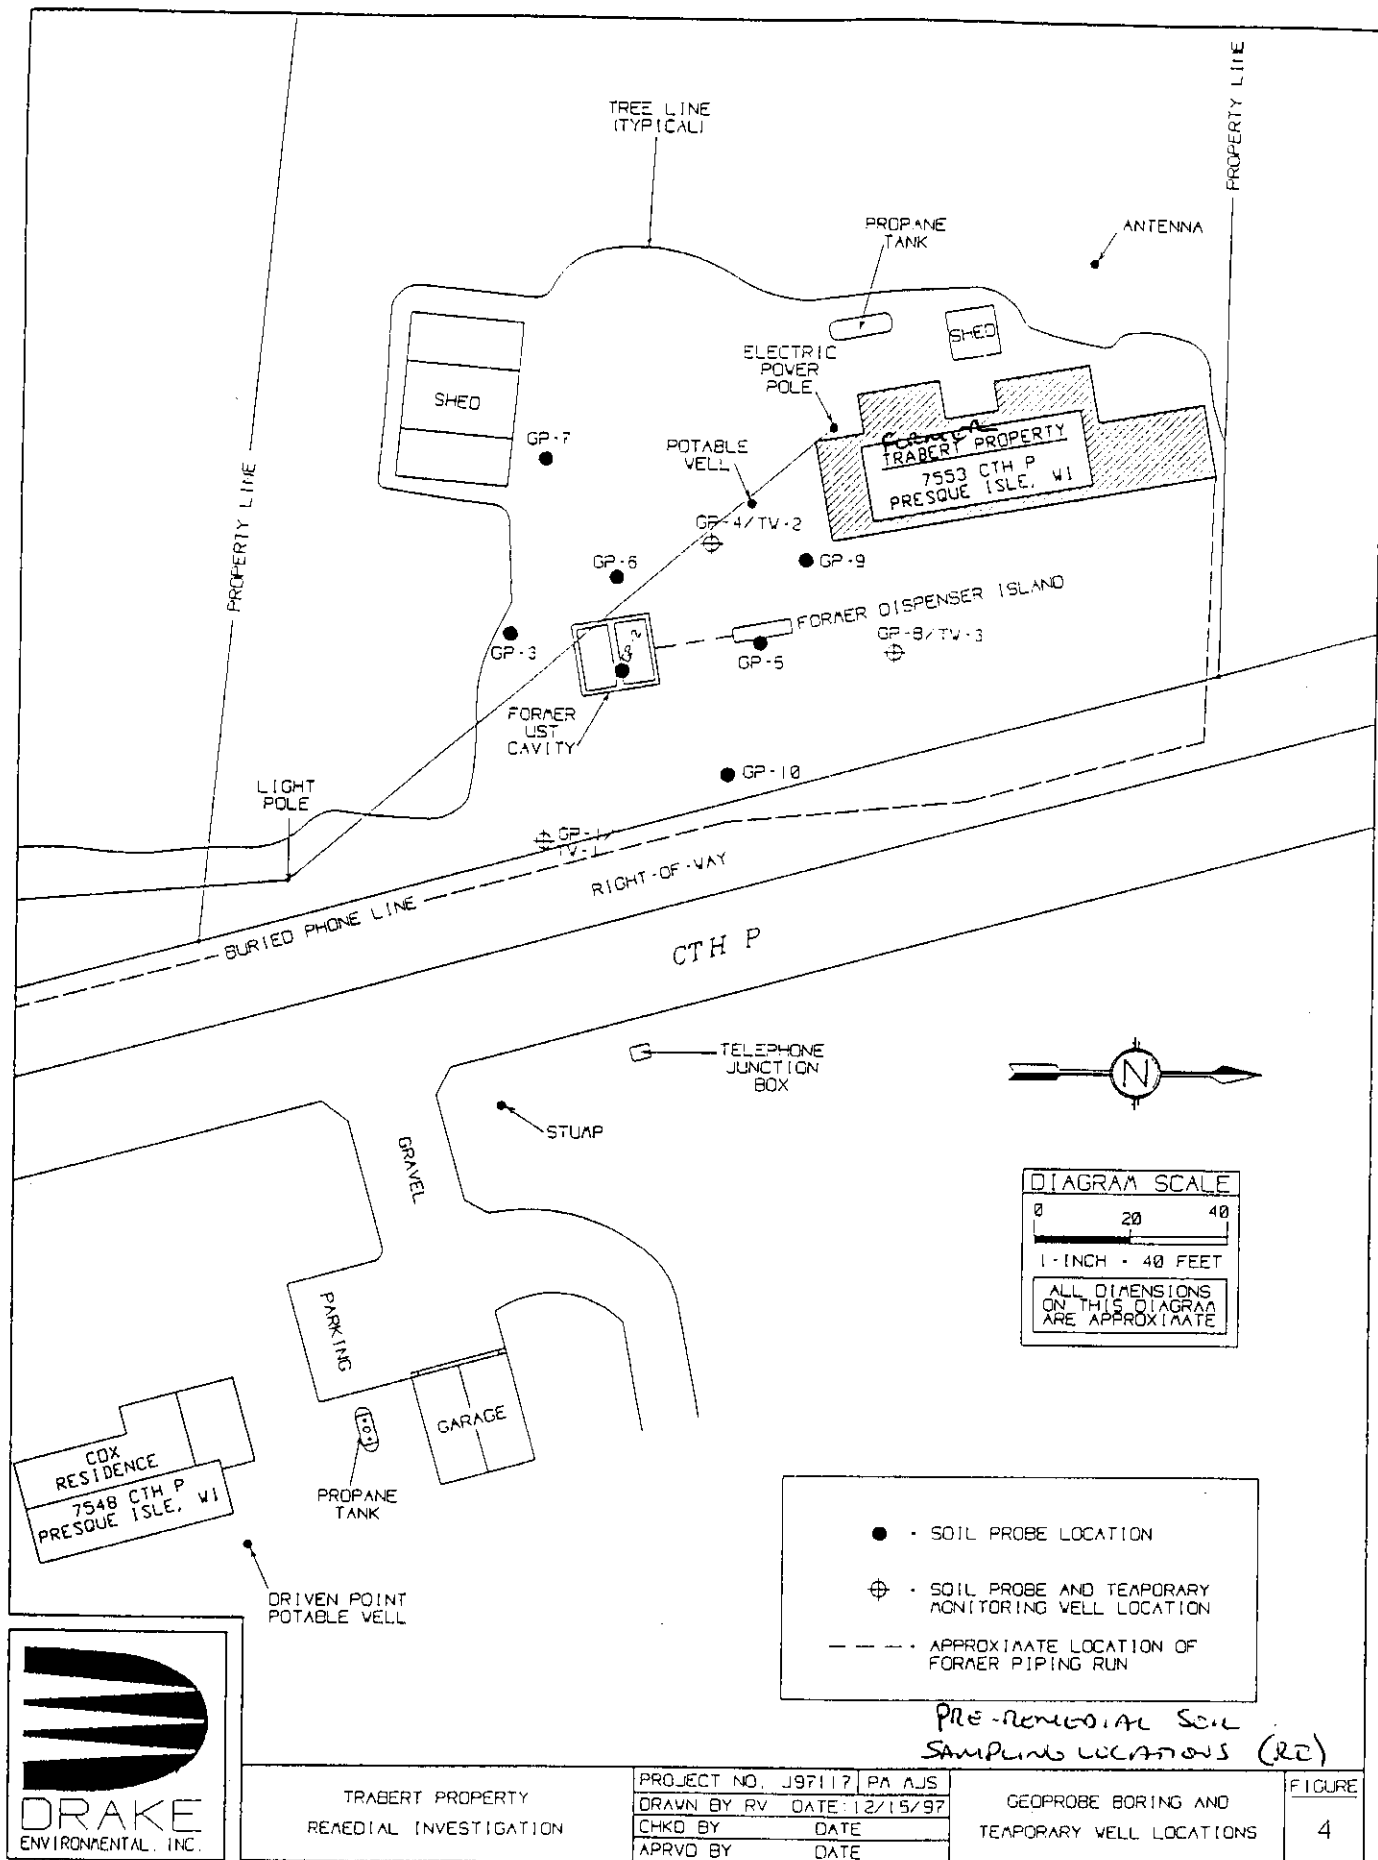 PROPERTY LINE
TREE LINE
(TYPICAL)
PROPERTY LINE
PROPANE
TANK
ANTENNA
SHED
ELECTRIC
POWER
POLE
SHED
GP-7
POTABLE
WELL
FORMER
TRABERT PROPERTY
7553 CTH P
PRESQUE ISLE, WI
GP-4/TW-2
GP-6
GP-9
FORMER DISPENSER ISLAND
GP-8/TW-3
GP-3
GP-5
FORMER
UST
CAVITY
GP-10
LIGHT
POLE
GP-1/
TW-1
RIGHT-OF-WAY
BURIED PHONE LINE
CTH P
TELEPHONE
JUNCTION
BOX
N
STUMP
GRAVEL
DIAGRAM SCALE
0 20 40
1-INCH = 40 FEET
ALL DIMENSIONS
ON THIS DIAGRAM
ARE APPROXIMATE
PARKING
GARAGE
COX
RESIDENCE
7548 CTH P
PRESQUE ISLE, WI
PROPANE
TANK
DRIVEN POINT
POTABLE WELL
- SOIL PROBE LOCATION
- SOIL PROBE AND TEMPORARY
MONITORING WELL LOCATION
- APPROXIMATE LOCATION OF
FORMER PIPING RUN
PRE-REMEDIAL SOIL
SAMPLING LOCATIONS (RI)
DRAKE
ENVIRONMENTAL, INC.
TRABERT PROPERTY
REMEDIAL INVESTIGATION
PROJECT NO. J97117 PM AJS
DRAWN BY RV DATE: 12/15/97
CHKD BY DATE
APRVD BY DATE
GEOPROBE BORING AND
TEMPORARY WELL LOCATIONS
FIGURE
4